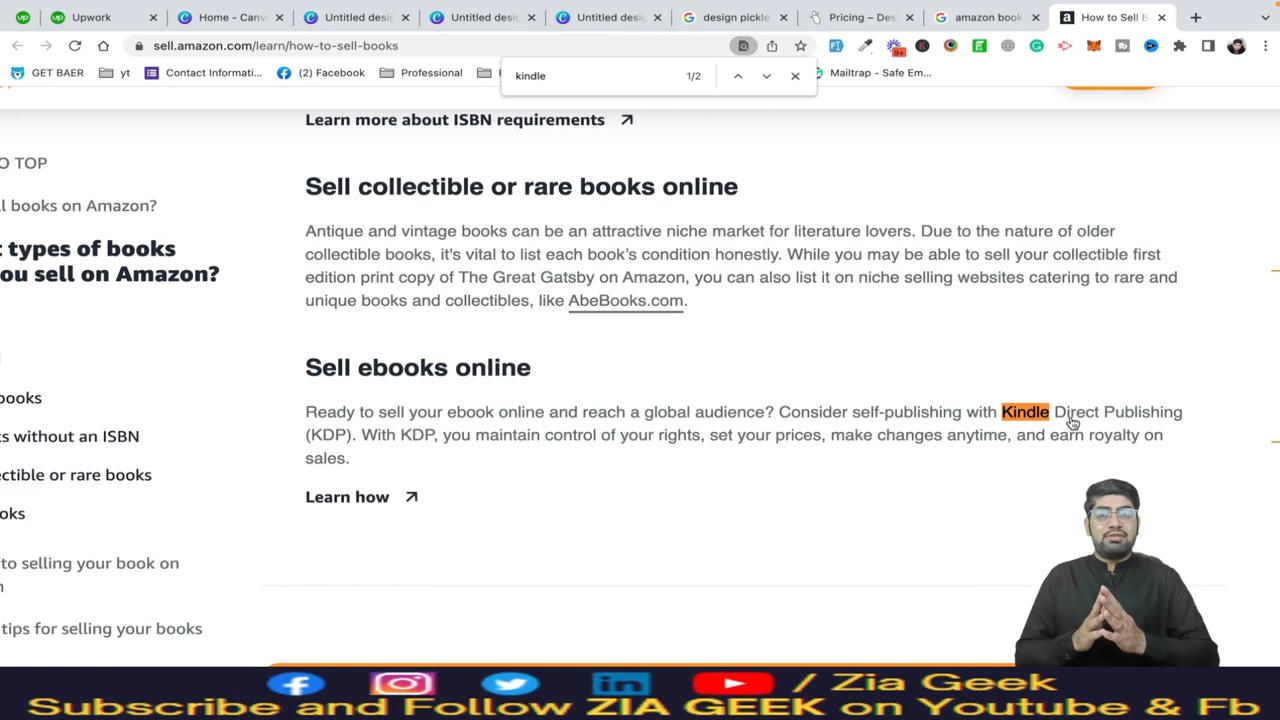 Upwork
Home - Canv
Untitled desig
Untitled desig
Untitled desig
design pickle
Pricing – Des
amazon book
How to Sell B
sell.amazon.com/learn/how-to-sell-books
9+
GET BAER
yt
Contact Informati...
(2) Facebook
Professional
Mailtrap - Safe Em...
kindle
1/2
Learn more about ISBN requirements
O TOP
ll books on Amazon?
t types of books
you sell on Amazon?
ooks
s without an ISBN
ectible or rare books
oks
to selling your book on
n
tips for selling your books
Sell collectible or rare books online
Antique and vintage books can be an attractive niche market for literature lovers. Due to the nature of older
collectible books, it's vital to list each book's condition honestly. While you may be able to sell your collectible first
edition print copy of The Great Gatsby on Amazon, you can also list it on niche selling websites catering to rare and
unique books and collectibles, like AbeBooks.com.
Sell ebooks online
Ready to sell your ebook online and reach a global audience? Consider self-publishing with Kindle Direct Publishing
(KDP). With KDP, you maintain control of your rights, set your prices, make changes anytime, and earn royalty on
sales.
Learn how
/ Zia Geek
Subscribe and Follow ZIA GEEK on Youtube & Fb